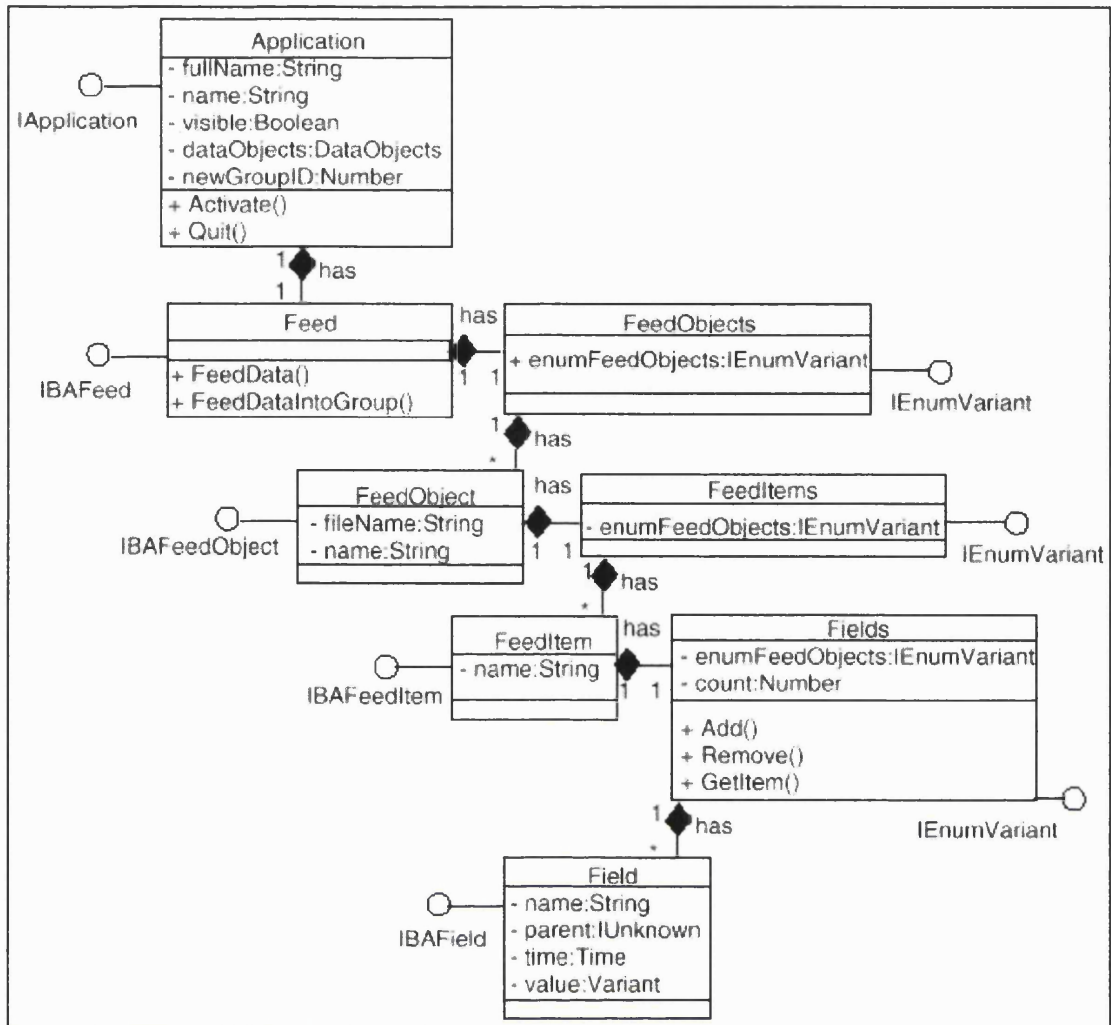 Application
- fullName:String
- name:String
- visible:Boolean
- dataObjects:DataObjects
- newGroupID:Number
+ Activate()
+ Quit()
IApplication
1
has
1
Feed
+ FeedData()
+ FeedDataIntoGroup()
IBAFeed
has
1
1
FeedObjects
+ enumFeedObjects:IEnumVariant
IEnumVariant
1
has
*
FeedObject
- fileName:String
- name:String
IBAFeedObject
has
1
1
FeedItems
- enumFeedObjects:IEnumVariant
IEnumVariant
1
has
*
FeedItem
- name:String
IBAFeedItem
has
1
1
Fields
- enumFeedObjects:IEnumVariant
- count:Number
+ Add()
+ Remove()
+ GetItem()
IEnumVariant
1
has
*
Field
- name:String
- parent:IUnknown
- time:Time
- value:Variant
IBAField